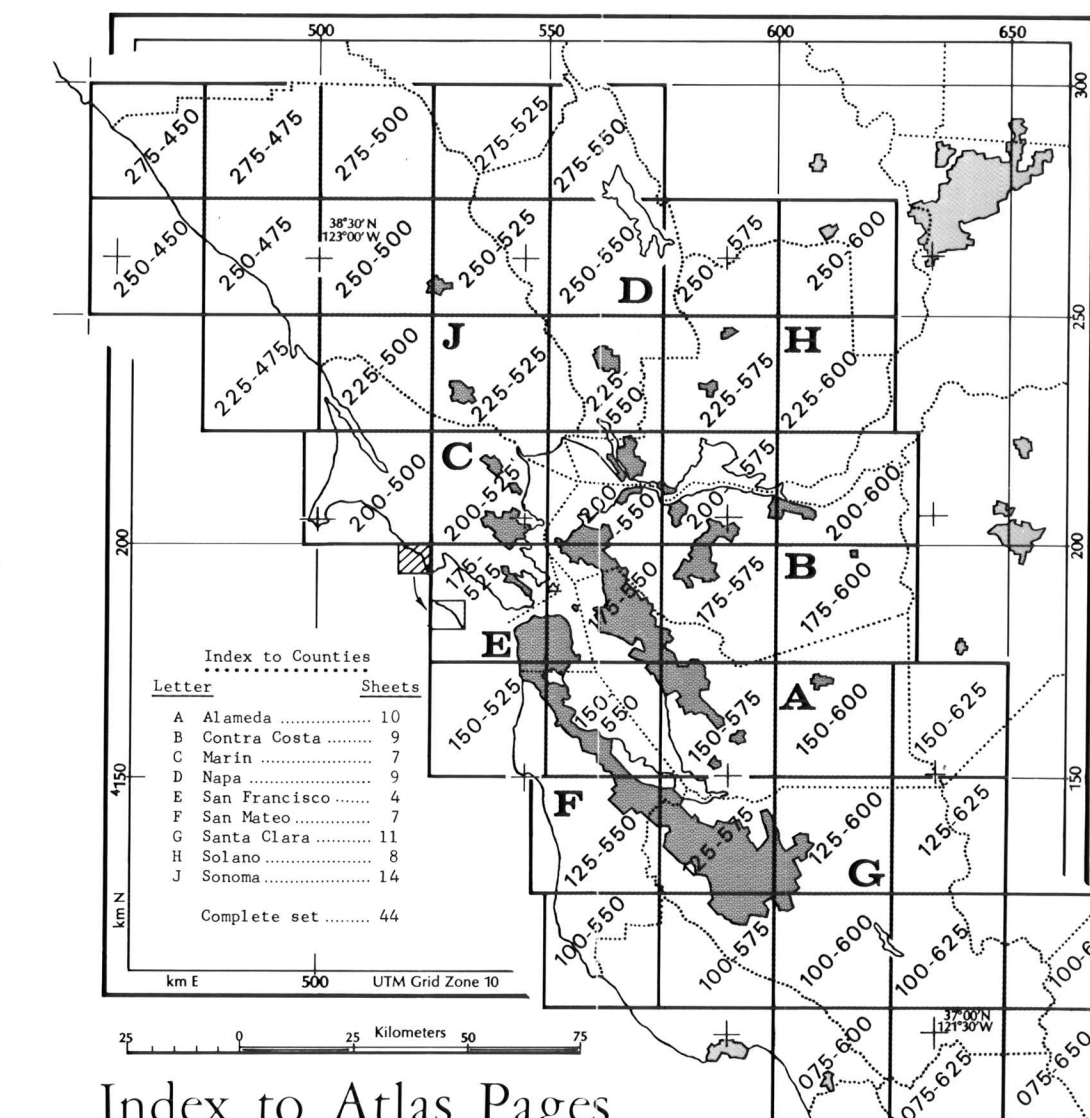 500 550 600 650
300
275-450 275-475 275-500 275-525 275-550
38°30'N
123°00'W
250-450 250-475 250-500 250-525 250-550 250-575 250-600
D
250
J H
225-475 225-500 225-525 225-550 225-575 225-600
C
200-500 200-525 200-550 200-575 200-600
200
B
175-525 175-550 175-575 175-600
E
Index to Counties
Letter Sheets
A Alameda ................. 10
B Contra Costa ......... 9
C Marin ..................... 7
D Napa ....................... 9
E San Francisco ...... 4
F San Mateo .............. 7
G Santa Clara ........... 11
H Solano .................... 8
J Sonoma ..................... 14
Complete set ......... 44
A
150-525 150-550 150-575 150-600 150-625
4150 150
F
125-550 125-575 125-600 125-625
G
km N
100-550 100-575 100-600 100-625 100-6
km E 500 UTM Grid Zone 10
37°00'N
121°30'W
25 0 25 Kilometers 50 75
075-600 075-625 075-650
Index to Atlas Pages